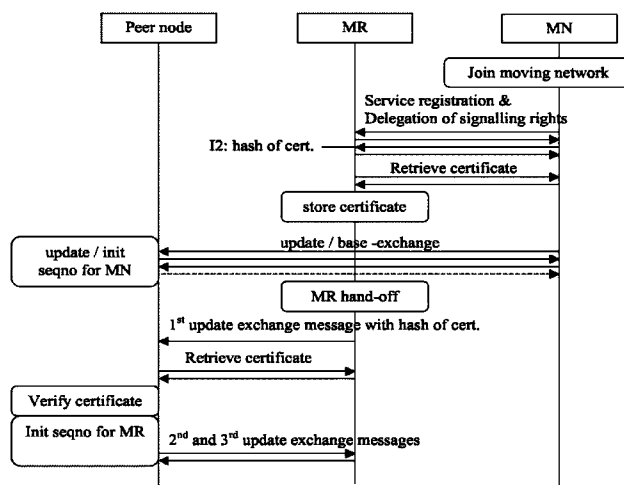 Peer node
MR
MN
Join moving network
Service registration &
Delegation of signalling rights
I2: hash of cert.
Retrieve certificate
store certificate
update / base -exchange
update / init
seqno for MN
MR hand-off
1st update exchange message with hash of cert.
Retrieve certificate
Verify certificate
Init seqno for MR
2nd and 3rd update exchange messages